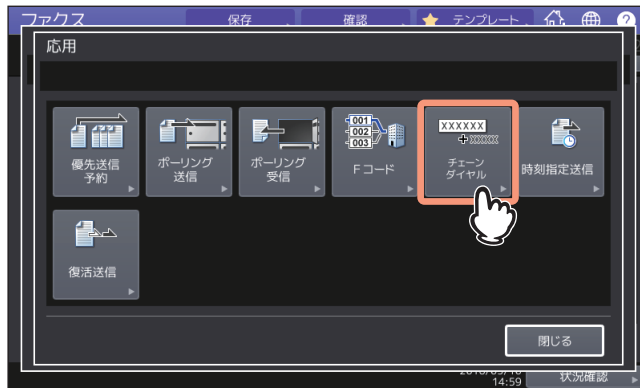 ファクス
保存
確認
テンプレート
?
応用
優先送信
予約
ポーリング
送信
ポーリング
受信
001
002
003
Fコード
XXXXXX
+XXXXXXX
チェーン
ダイヤル
時刻指定送信
復活送信
閉じる
14:59
状況確認